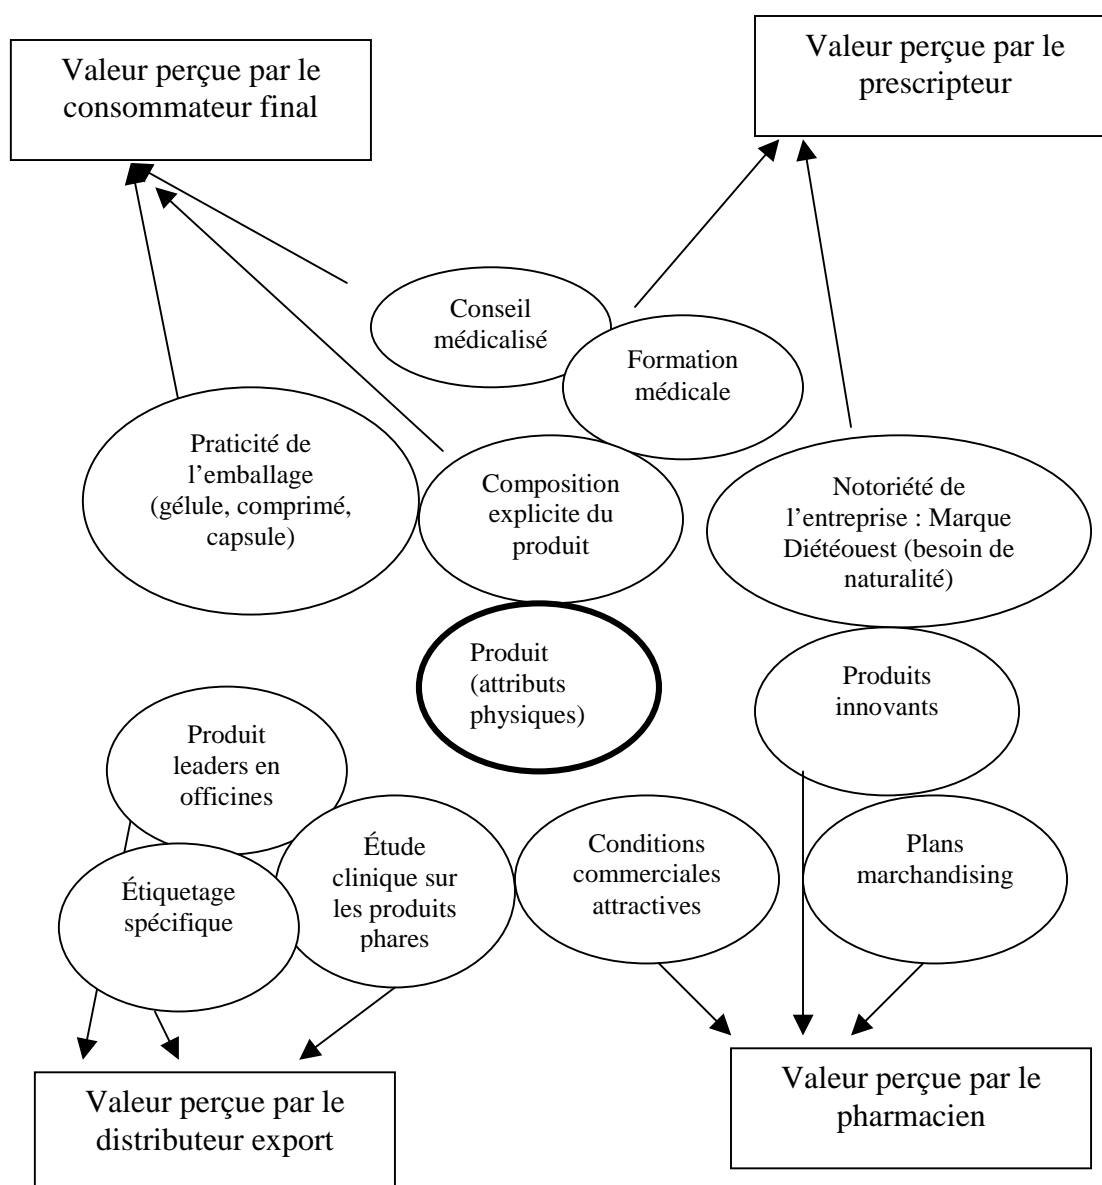 Valeur perçue par le
consommateur final
Valeur perçue par le
prescripteur
Conseil
médicalisé
Formation
médicale
Praticité de
l’emballage
(gélule, comprimé,
capsule)
Composition
explicite du
produit
Notoriété de
l’entreprise : Marque
Diétéouest (besoin de
naturalité)
Produit
(attributs
physiques)
Produits
innovants
Produit
leaders en
officines
Étude
clinique sur
les produits
phares
Conditions
commerciales
attractives
Plans
marchandising
Étiquetage
spécifique
Valeur perçue par le
distributeur export
Valeur perçue par le
pharmacien